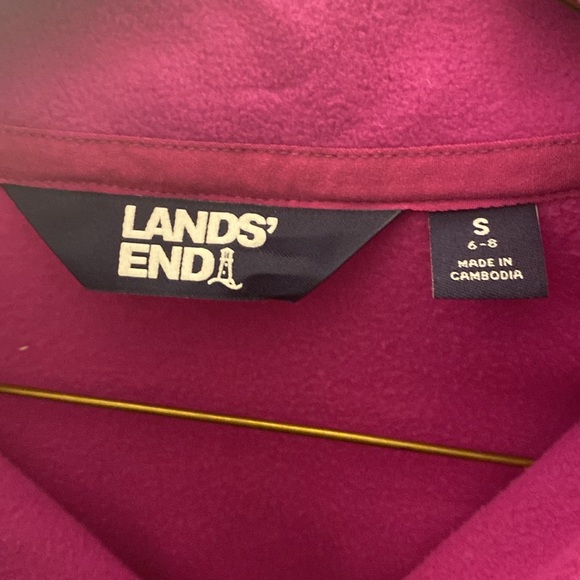 LANDS'
END
S
6-8
MADE IN
CAMBODIA